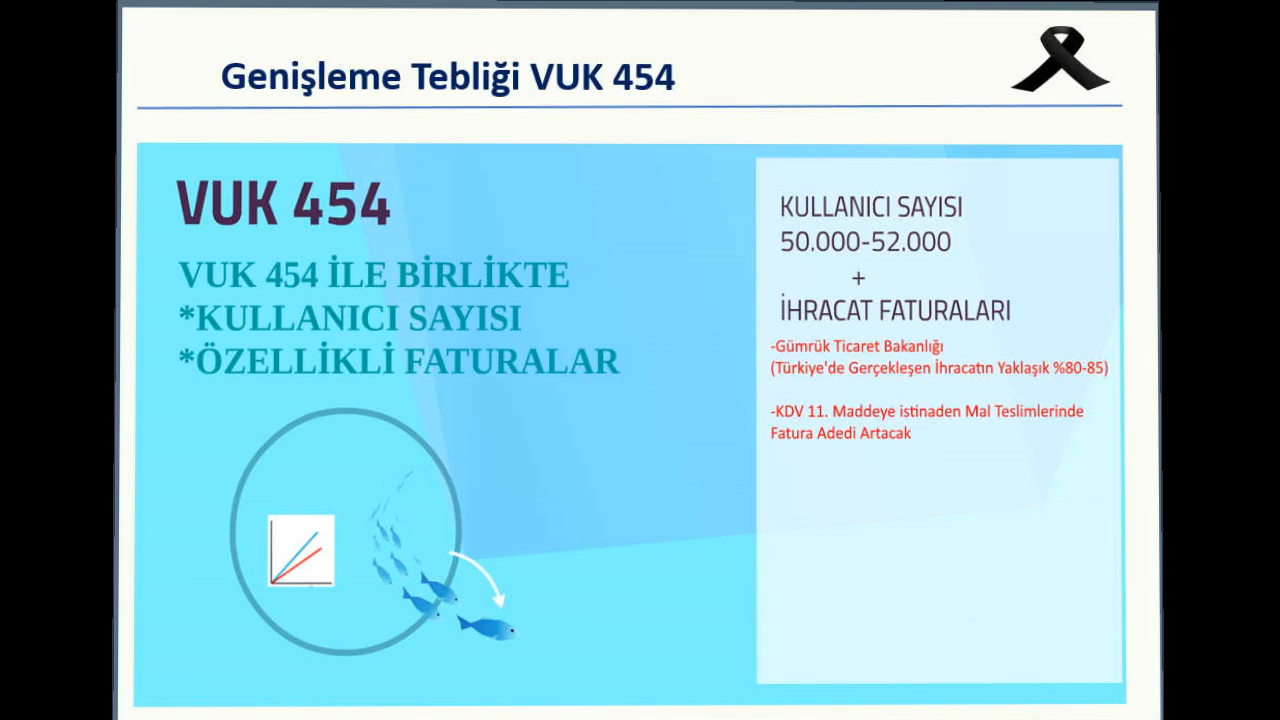 Genişleme Tebliği VUK 454
VUK 454
VUK 454 İLE BİRLİKTE
*KULLANICI SAYISI
*ÖZELLİKLİ FATURALAR
KULLANICI SAYISI
50.000-52.000
+
İHRACAT FATURALARI
-Gümrük Ticaret Bakanlığı
(Türkiye'de Gerçekleşen İhracatın Yaklaşık %80-85)
-KDV 11. Maddeye istinaden Mal Teslimlerinde
Fatura Adedi Artacak